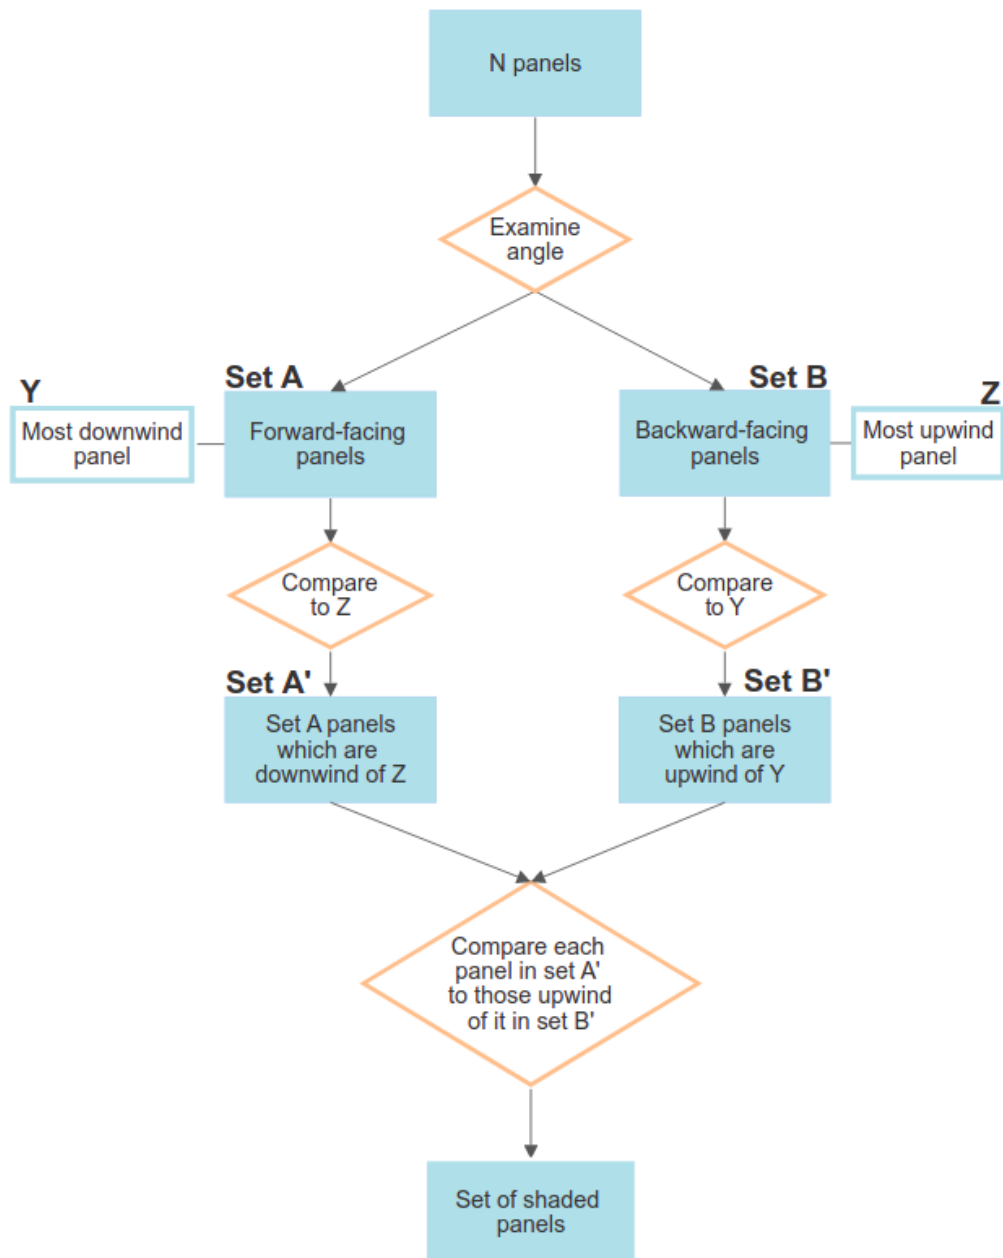 N panels
Examine
angle
Set A
Set B
Y
Z
Most downwind
panel
Forward-facing
panels
Backward-facing
panels
Most upwind
panel
Compare
to Z
Compare
to Y
Set A'
Set B'
Set A panels
which are
downwind of Z
Set B panels
which are
upwind of Y
Compare each
panel in set A'
to those upwind
of it in set B'
Set of shaded
panels